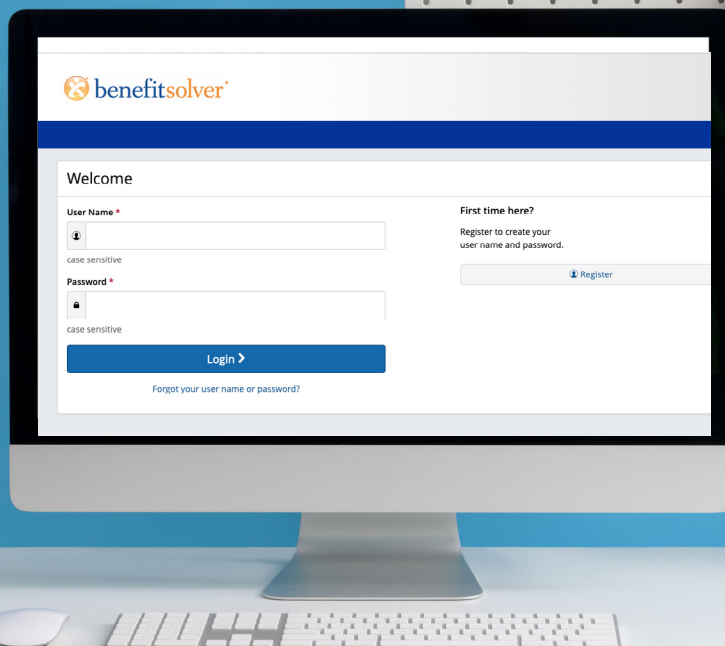 benefitsolver
Welcome
User Name *
case sensitive
Password *
case sensitive
Login
Forgot your user name or password?
First time here?
Register to create your
user name and password.
Register